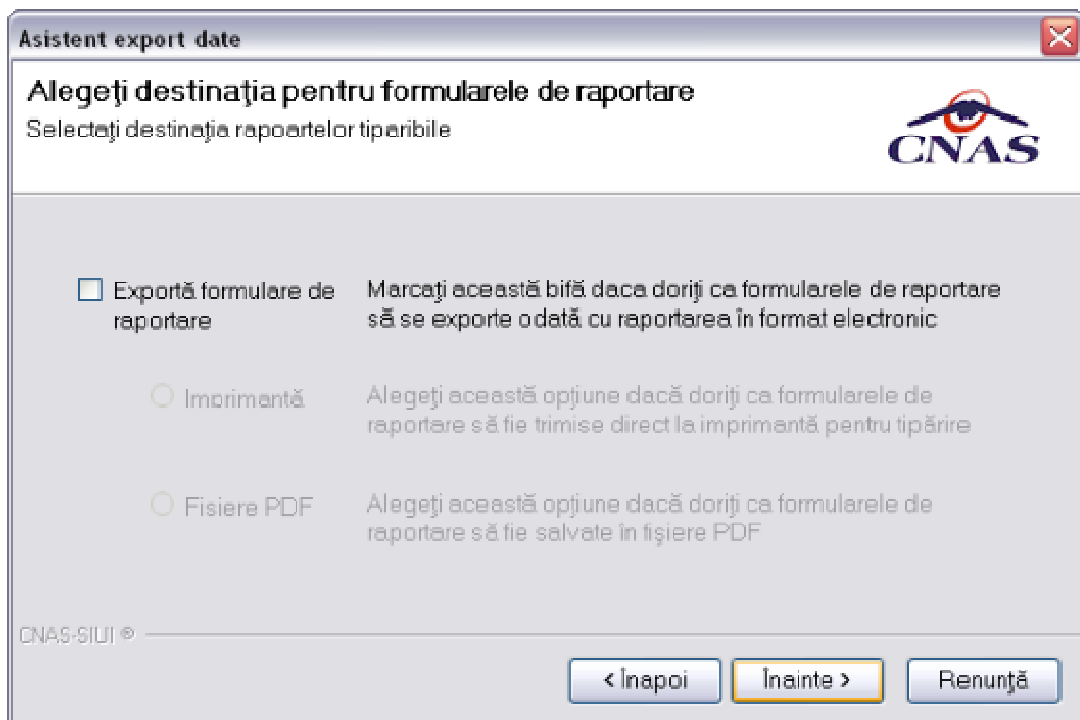 Asistent export date
Alegeţi destinaţia pentru formularele de raportare
Selectaţi destinaţia rapoartelor tiparibile
CNAS
Exportă formulare de raportare
Marcaţi această bifă daca doriţi ca formularele de raportare
să se exporte odată cu raportarea în format electronic
Imprimantă
Alegeţi această opţiune dacă doriţi ca formularele de
raportare să fie trimise direct la imprimantă pentru tipărire
Fisiere PDF
Alegeţi această opţiune dacă doriţi ca formularele de
raportare să fie salvate în fişiere PDF
CNAS-SIUI ®
< Înapoi
Înainte >
Renunţă